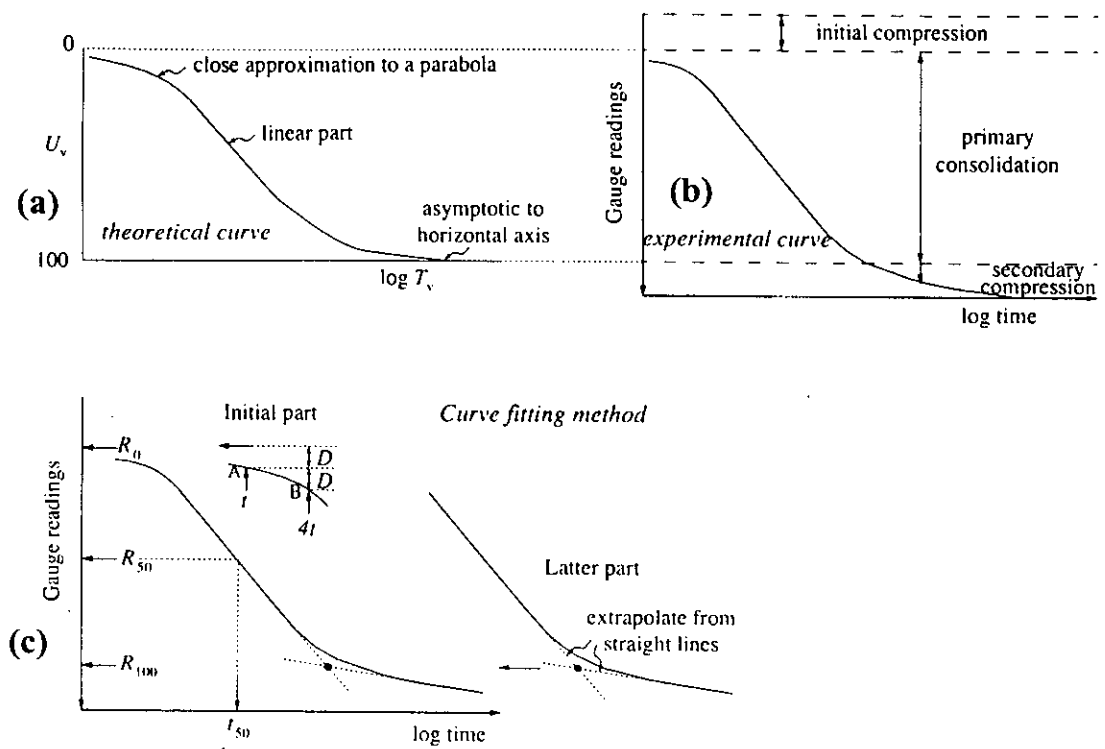 0
close approximation to a parabola
linear part
U_v
(a)
asymptotic to
horizontal axis
theoretical curve
100
log T_v
initial compression
Gauge readings
primary
consolidation
(b)
experimental curve
secondary
compression
log time
Initial part
Curve fitting method
R_0
D
A
D
B
t
4t
Gauge readings
R_50
Latter part
extrapolate from
straight lines
(c)
R_100
t_50
log time